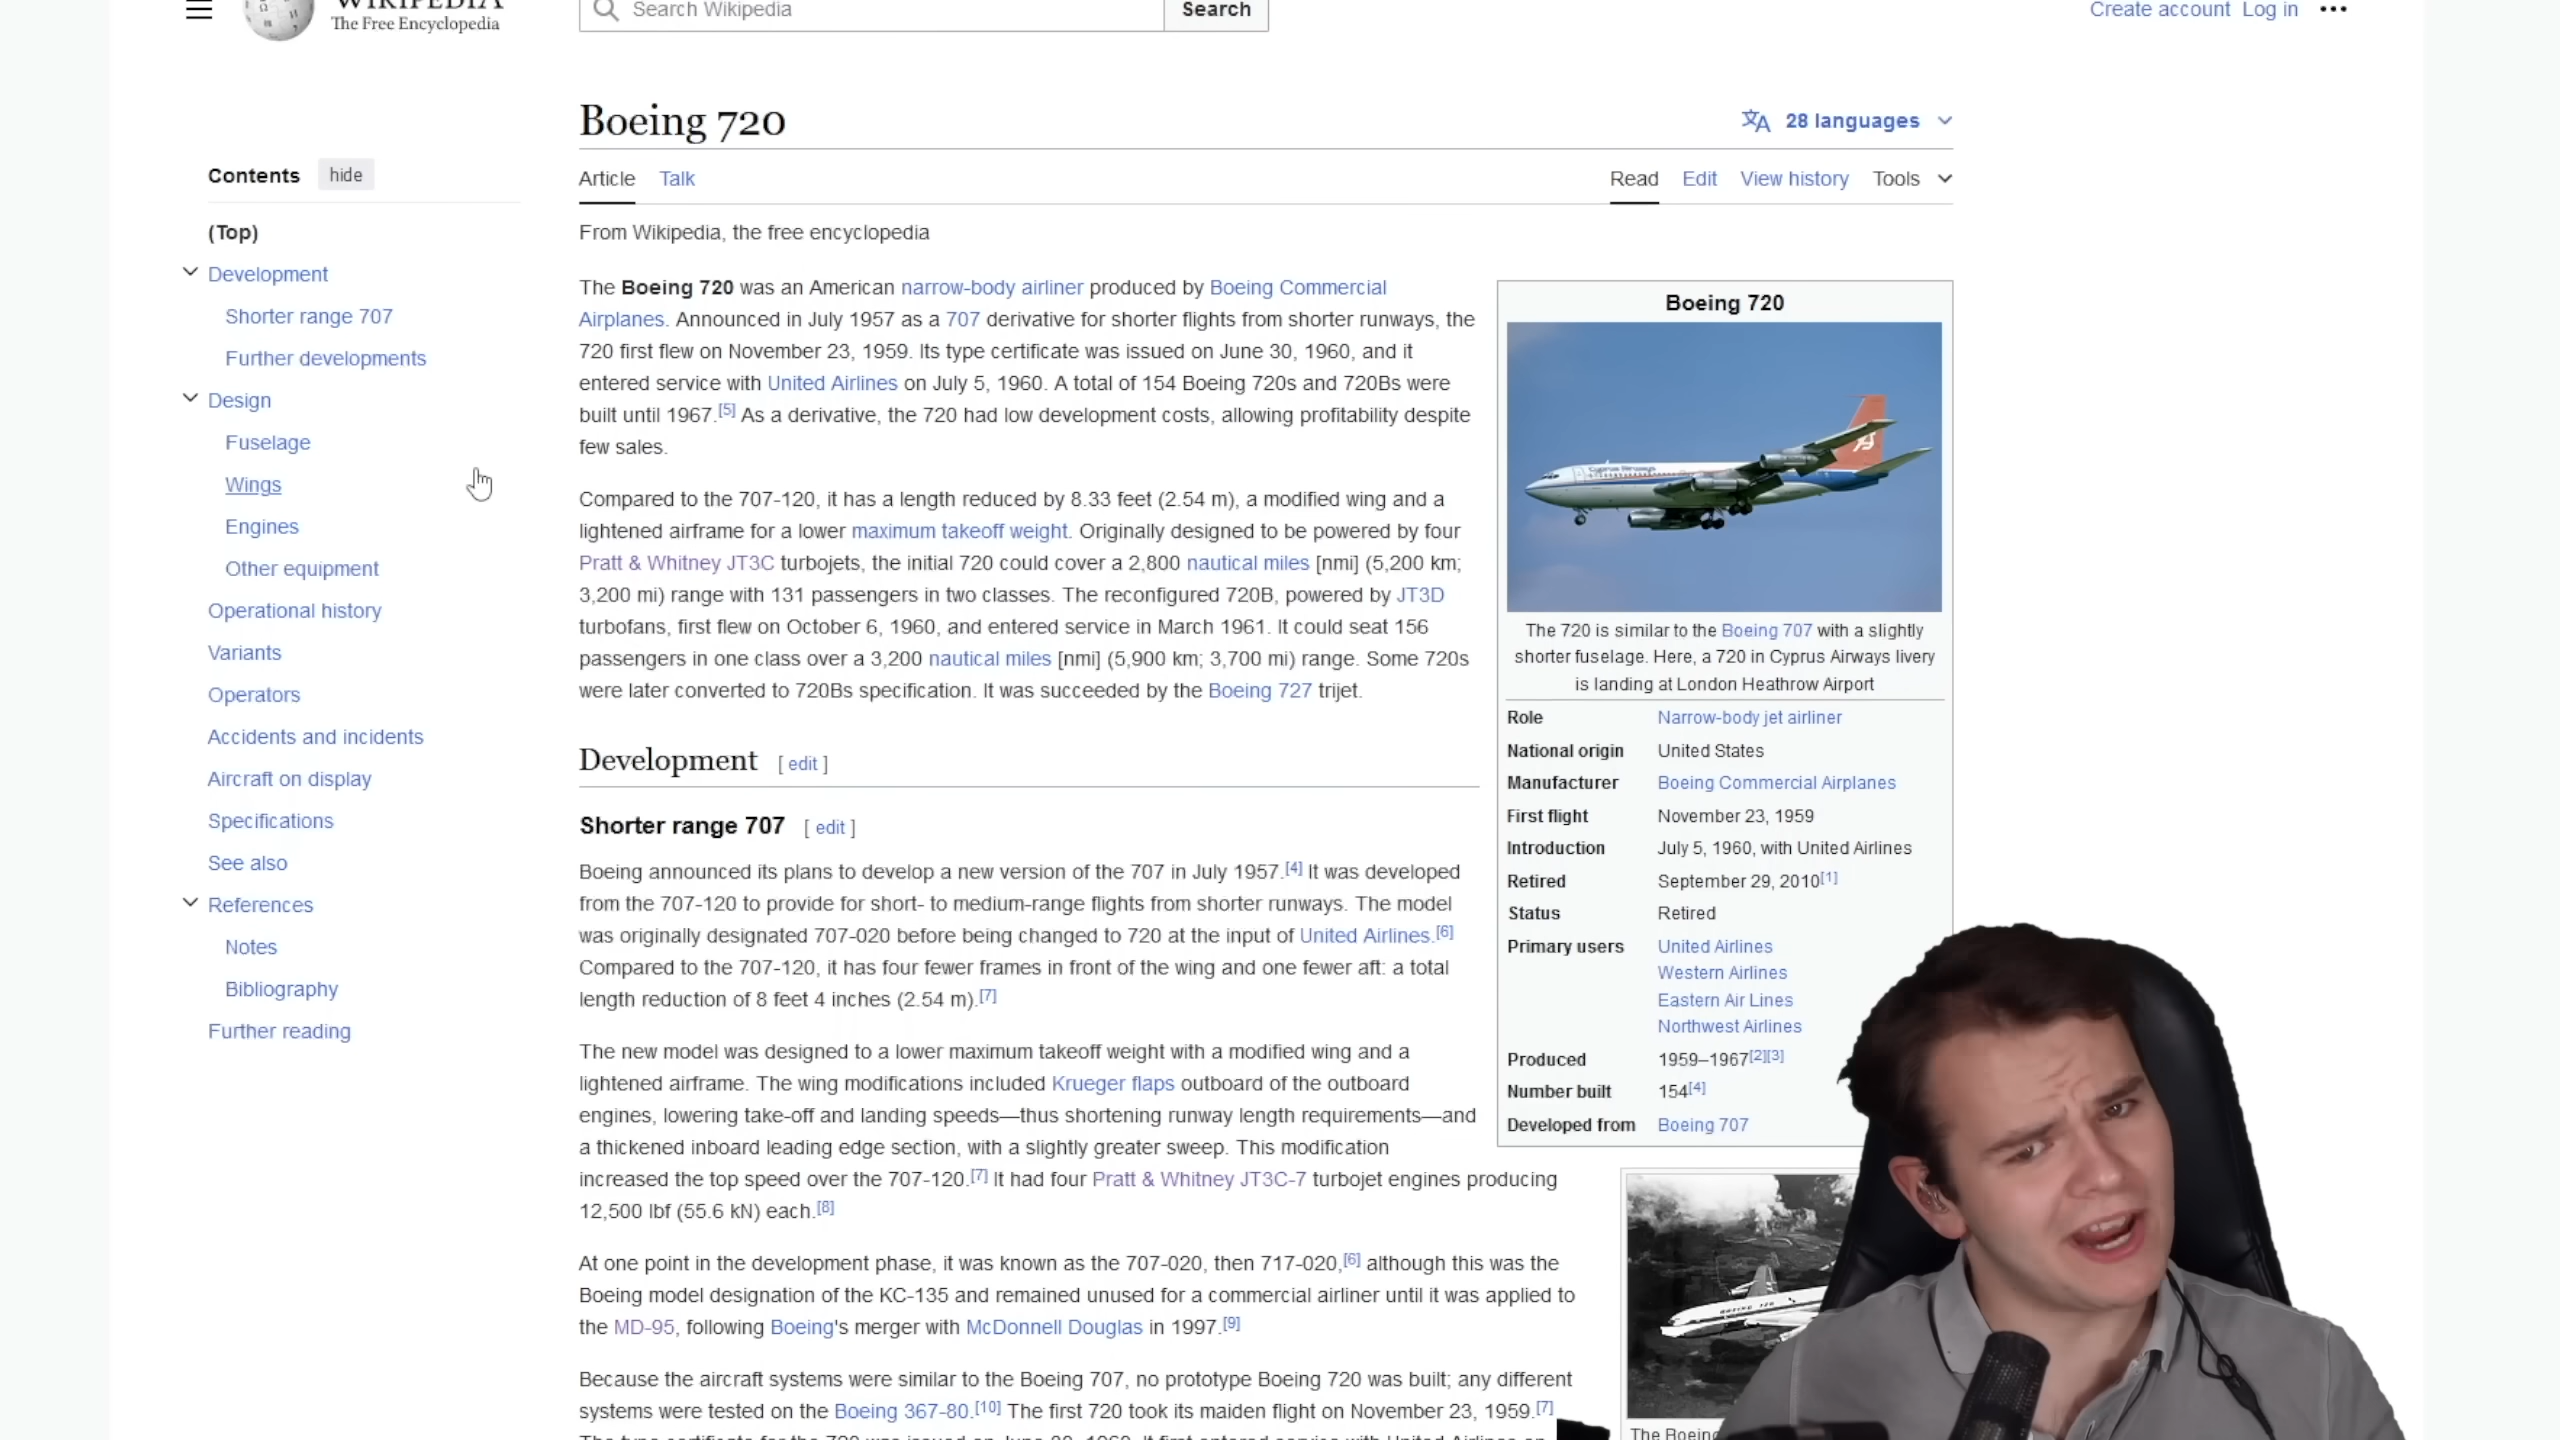 WIKIPEDIA
The Free Encyclopedia
Search Wikipedia
Search
Create account Log in
Boeing 720
28 languages
Article Talk
Read Edit View history Tools
Contents hide
(Top)
Development
Shorter range 707
Further developments
Design
Fuselage
Wings
Engines
Other equipment
Operational history
Variants
Operators
Accidents and incidents
Aircraft on display
Specifications
See also
References
Notes
Bibliography
Further reading
From Wikipedia, the free encyclopedia
The Boeing 720 was an American narrow-body airliner produced by Boeing Commercial
Airplanes. Announced in July 1957 as a 707 derivative for shorter flights from shorter runways, the
720 first flew on November 23, 1959. Its type certificate was issued on June 30, 1960, and it
entered service with United Airlines on July 5, 1960. A total of 154 Boeing 720s and 720Bs were
built until 1967.[5] As a derivative, the 720 had low development costs, allowing profitability despite
few sales.
Compared to the 707-120, it has a length reduced by 8.33 feet (2.54 m), a modified wing and a
lightened airframe for a lower maximum takeoff weight. Originally designed to be powered by four
Pratt & Whitney JT3C turbojets, the initial 720 could cover a 2,800 nautical miles [nmi] (5,200 km;
3,200 mi) range with 131 passengers in two classes. The reconfigured 720B, powered by JT3D
turbofans, first flew on October 6, 1960, and entered service in March 1961. It could seat 156
passengers in one class over a 3,200 nautical miles [nmi] (5,900 km; 3,700 mi) range. Some 720s
were later converted to 720Bs specification. It was succeeded by the Boeing 727 trijet.
Development [ edit ]
Shorter range 707 [ edit ]
Boeing announced its plans to develop a new version of the 707 in July 1957.[4] It was developed
from the 707-120 to provide for short- to medium-range flights from shorter runways. The model
was originally designated 707-020 before being changed to 720 at the input of United Airlines.[6]
Compared to the 707-120, it has four fewer frames in front of the wing and one fewer aft: a total
length reduction of 8 feet 4 inches (2.54 m).[7]
The new model was designed to a lower maximum takeoff weight with a modified wing and a
lightened airframe. The wing modifications included Krueger flaps outboard of the outboard
engines, lowering take-off and landing speeds—thus shortening runway length requirements—and
a thickened inboard leading edge section, with a slightly greater sweep. This modification
increased the top speed over the 707-120.[7] It had four Pratt & Whitney JT3C-7 turbojet engines producing
12,500 lbf (55.6 kN) each.[8]
At one point in the development phase, it was known as the 707-020, then 717-020,[6] although this was the
Boeing model designation of the KC-135 and remained unused for a commercial airliner until it was applied to
the MD-95, following Boeing's merger with McDonnell Douglas in 1997.[9]
Because the aircraft systems were similar to the Boeing 707, no prototype Boeing 720 was built; any different
systems were tested on the Boeing 367-80.[10] The first 720 took its maiden flight on November 23, 1959.[7]
Boeing 720
Cyprus Airways
The 720 is similar to the Boeing 707 with a slightly
shorter fuselage. Here, a 720 in Cyprus Airways livery
is landing at London Heathrow Airport
Role Narrow-body jet airliner
National origin United States
Manufacturer Boeing Commercial Airplanes
First flight November 23, 1959
Introduction July 5, 1960, with United Airlines
Retired September 29, 2010[1]
Status Retired
Primary users United Airlines
Western Airlines
Eastern Air Lines
Northwest Airlines
Produced 1959–1967[2][3]
Number built 154[4]
Developed from Boeing 707
BOEING 720
The Boeing